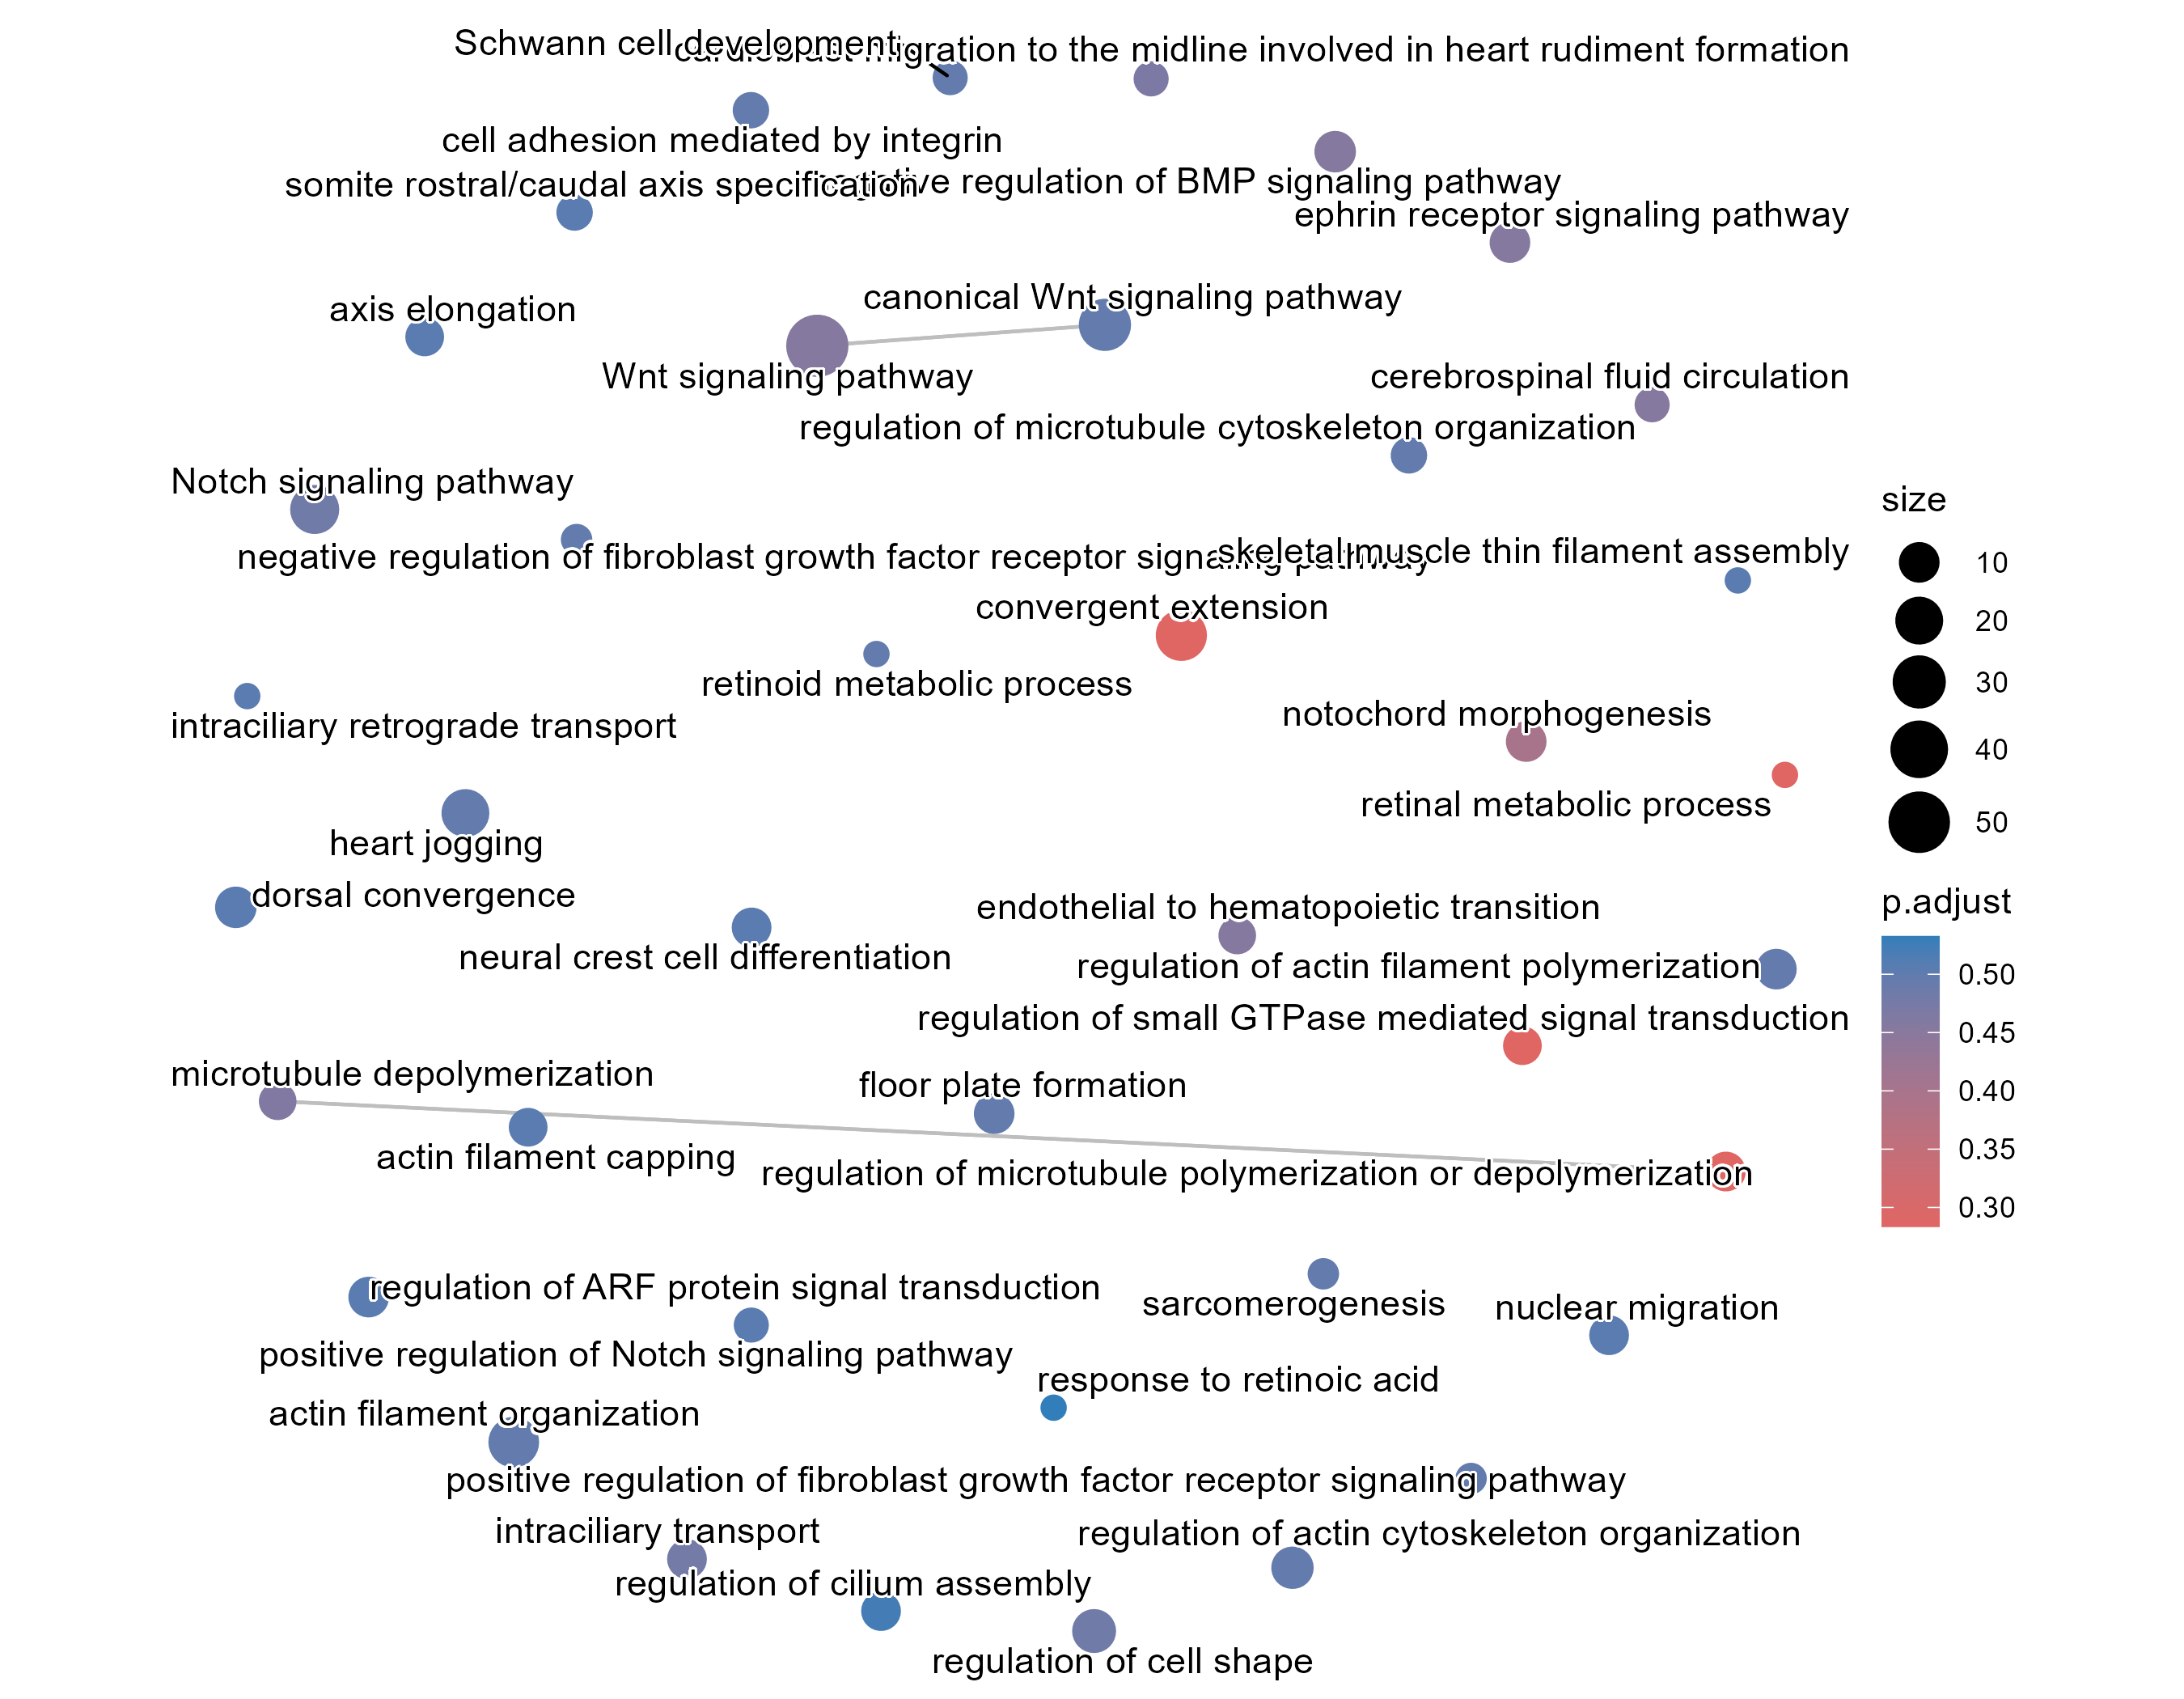 Schwann cell development
migration to the midline involved in heart rudiment formation
cell adhesion mediated by integrin
somite rostral/caudal axis specification
regulation of BMP signaling pathway
ephrin receptor signaling pathway
axis elongation
canonical Wnt signaling pathway
Wnt signaling pathway
cerebrospinal fluid circulation
regulation of microtubule cytoskeleton organization
Notch signaling pathway
negative regulation of fibroblast growth factor receptor signaling pathway
skeletal muscle thin filament assembly
convergent extension
retinoid metabolic process
intraciliary retrograde transport
notochord morphogenesis
retinal metabolic process
heart jogging
dorsal convergence
endothelial to hematopoietic transition
neural crest cell differentiation
regulation of actin filament polymerization
regulation of small GTPase mediated signal transduction
microtubule depolymerization
floor plate formation
actin filament capping
regulation of microtubule polymerization or depolymerization
regulation of ARF protein signal transduction
sarcomerogenesis
nuclear migration
positive regulation of Notch signaling pathway
response to retinoic acid
actin filament organization
positive regulation of fibroblast growth factor receptor signaling pathway
intraciliary transport
regulation of actin cytoskeleton organization
regulation of cilium assembly
regulation of cell shape
size
10
20
30
40
50
p.adjust
0.50
0.45
0.40
0.35
0.30